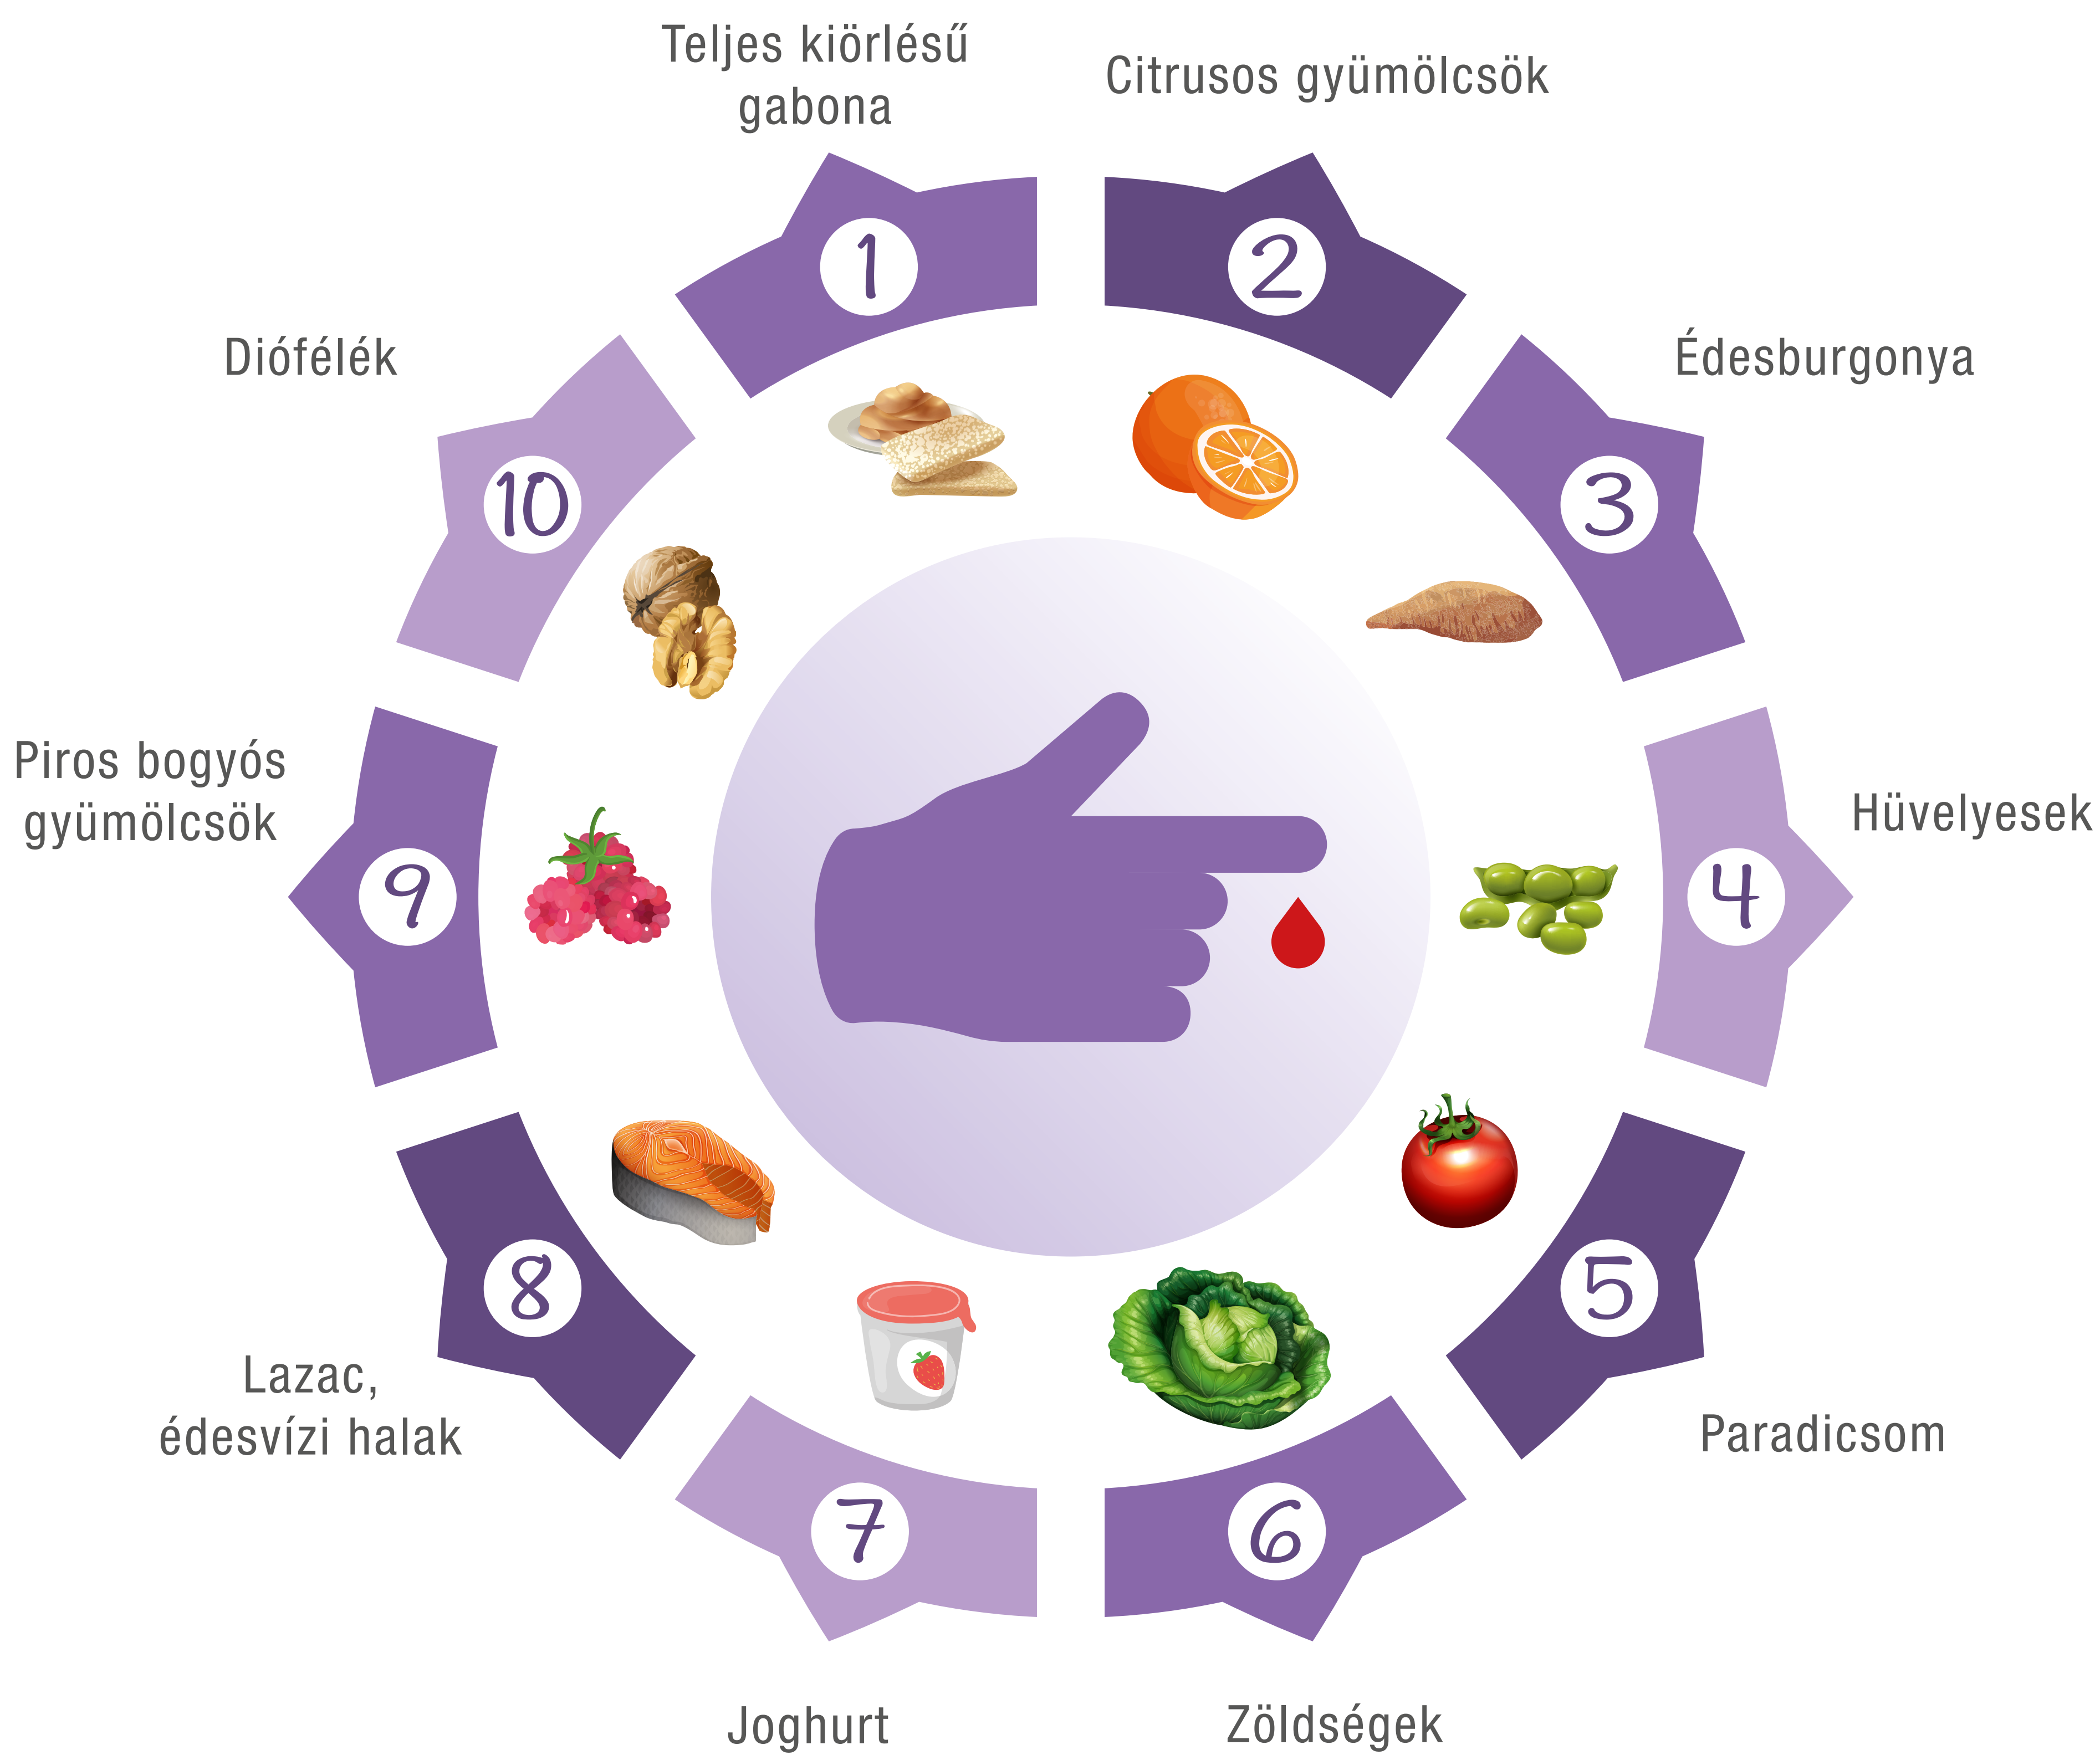 Teljes kiörlésű
gabona
1
Citrusos gyümölcsök
2
Édesburgonya
3
Hüvelyesek
4
Paradicsom
5
Zöldségek
6
Joghurt
7
Lazac,
édesvízi halak
8
Piros bogyós
gyümölcsök
9
Diófélék
10